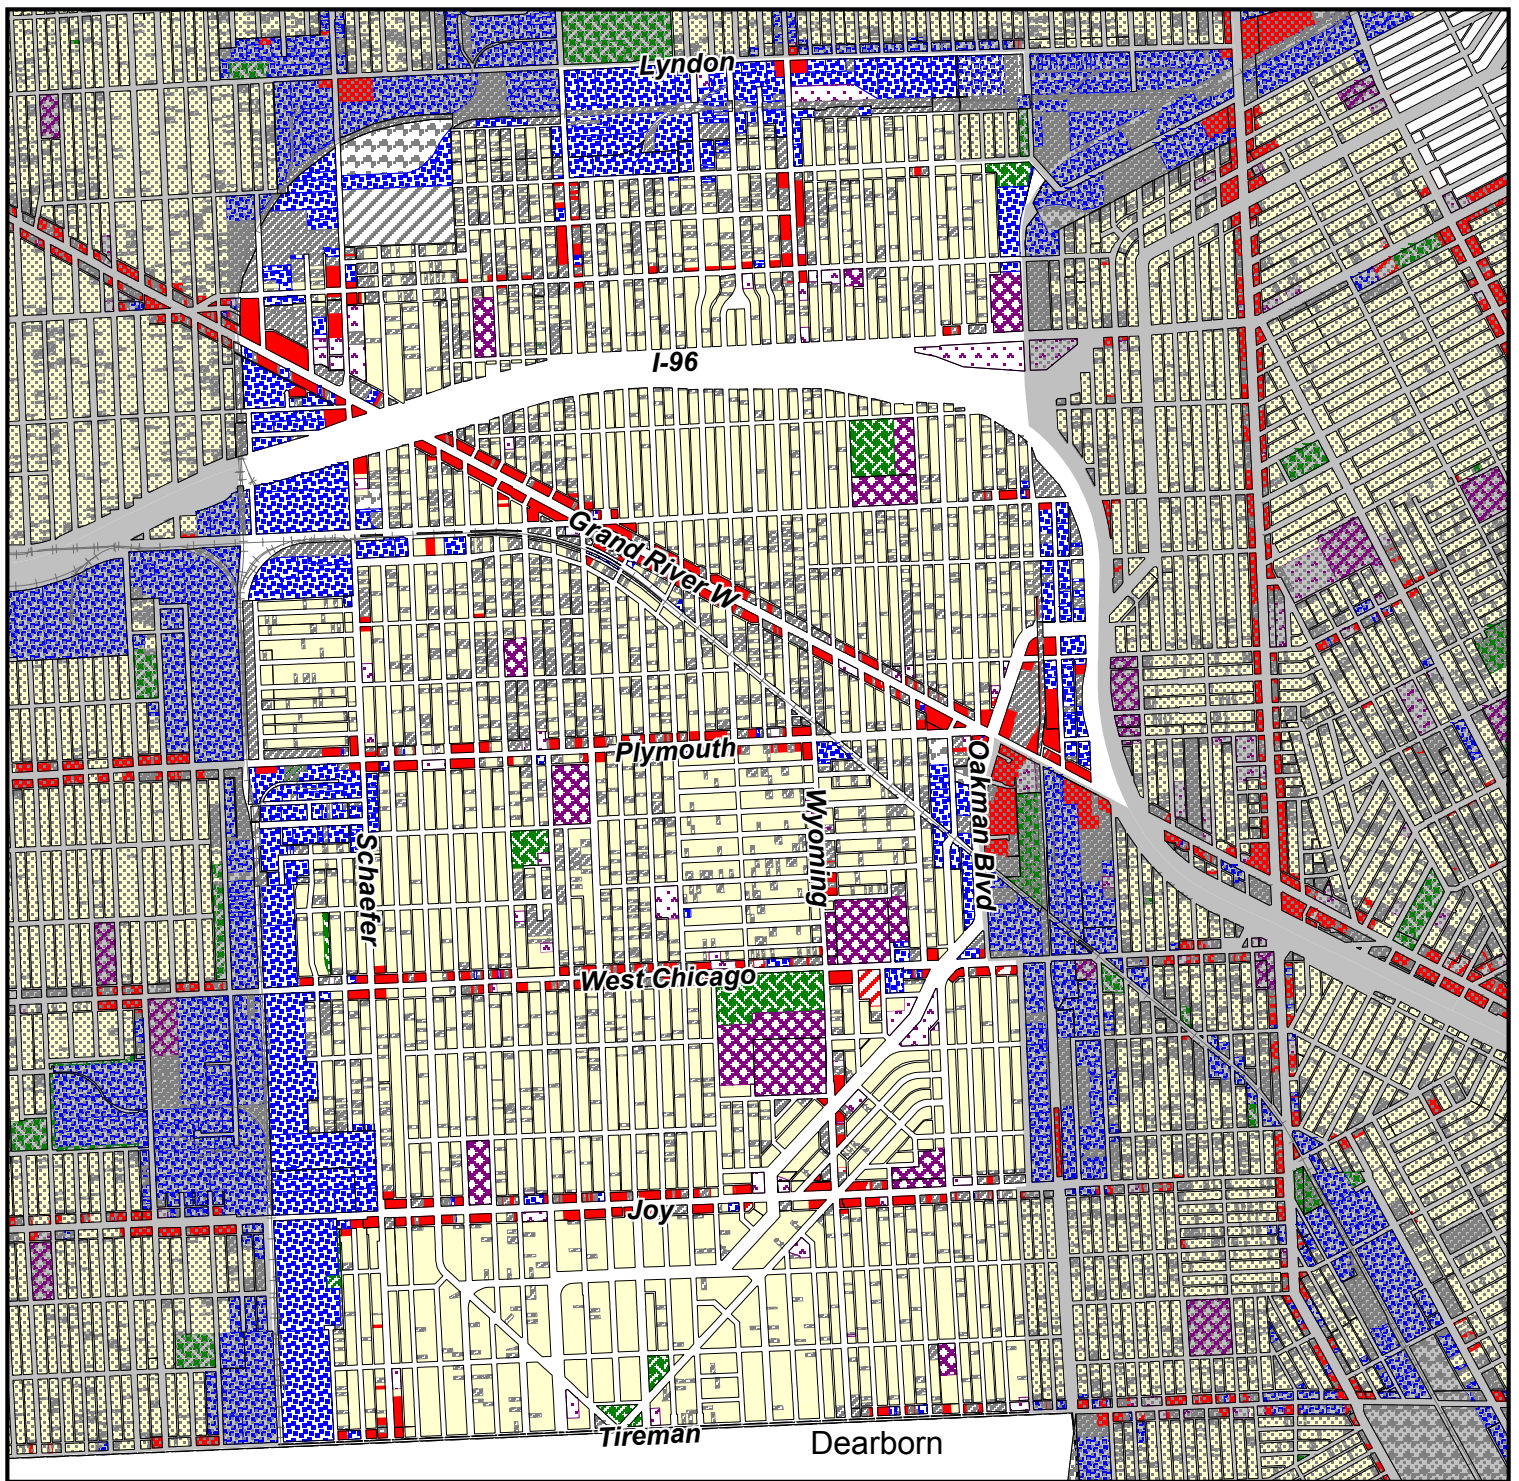 Lyndon
I-96
Grand River W
Plymouth
Oakman Blvd
Wyoming
Schaefer
West Chicago
Joy
Tireman
Dearborn